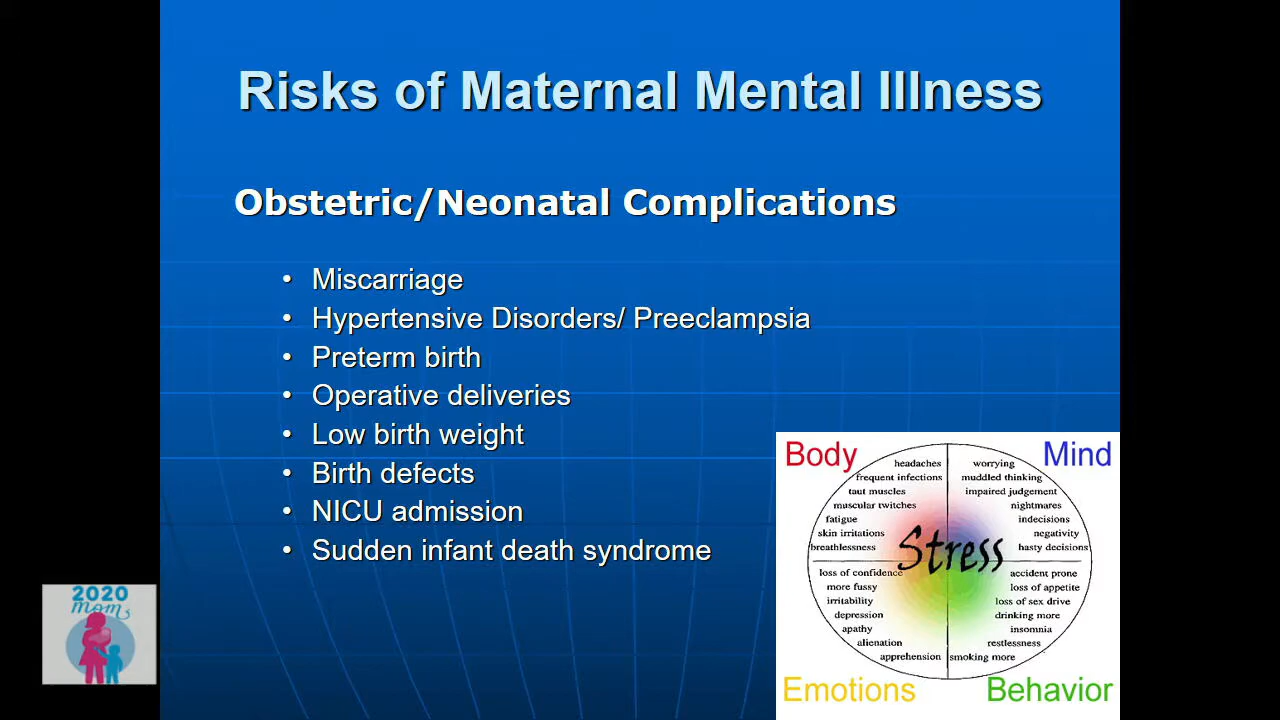 Risks of Maternal Mental Illness
Obstetric/Neonatal Complications
• Miscarriage
• Hypertensive Disorders/ Preeclampsia
• Preterm birth
• Operative deliveries
• Low birth weight
• Birth defects
• NICU admission
• Sudden infant death syndrome
Body
headaches
frequent infections
taut muscles
muscular twitches
fatigue
skin irritations
breathlessness
Mind
worrying
muddled thinking
impaired judgement
nightmares
indecisions
negativity
hasty decisions
Stress
loss of confidence
more fussy
irritability
depression
apathy
alienation
apprehension
Emotions
accident prone
loss of appetite
loss of sex drive
drinking more
insomnia
restlessness
smoking more
Behavior
2020
moms